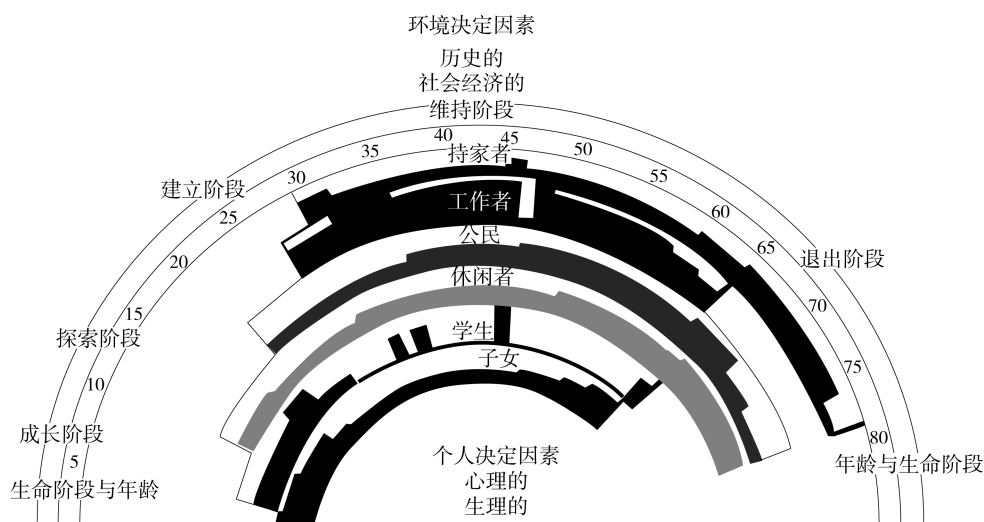 环境决定因素
历史的
社会经济的
维持阶段
40
45
35
持家者
50
30
55
建立阶段
工作者
25
60
公民
65
20
退出阶段
休闲者
15
70
学生
探索阶段
子女
75
10
成长阶段
80
5
个人决定因素
年龄与生命阶段
心理的
生命阶段与年龄
生理的